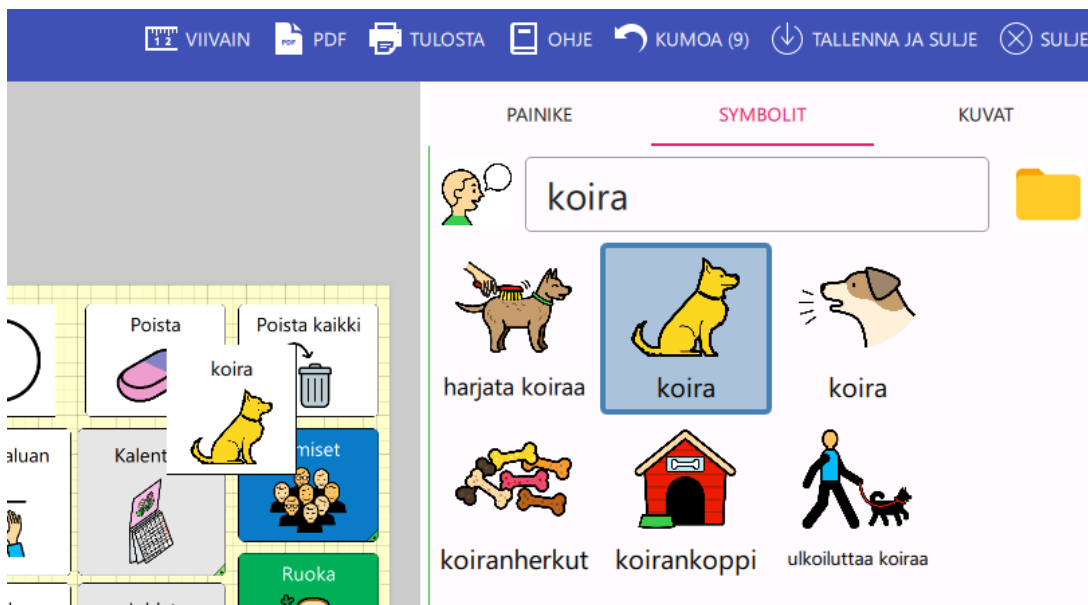 VIIVAIN PDF TULOSTA OHJE KUMOA (9) TALLENNA JA SULJE SULJE
PAINIKE SYMBOLIT KUVAT
koira
harjata koiraa koira koira
koiranherkut koirankoppi ulkoiluttaa koiraa
Poista Poista kaikki
koira
aluan Kalent miset
Ruoka